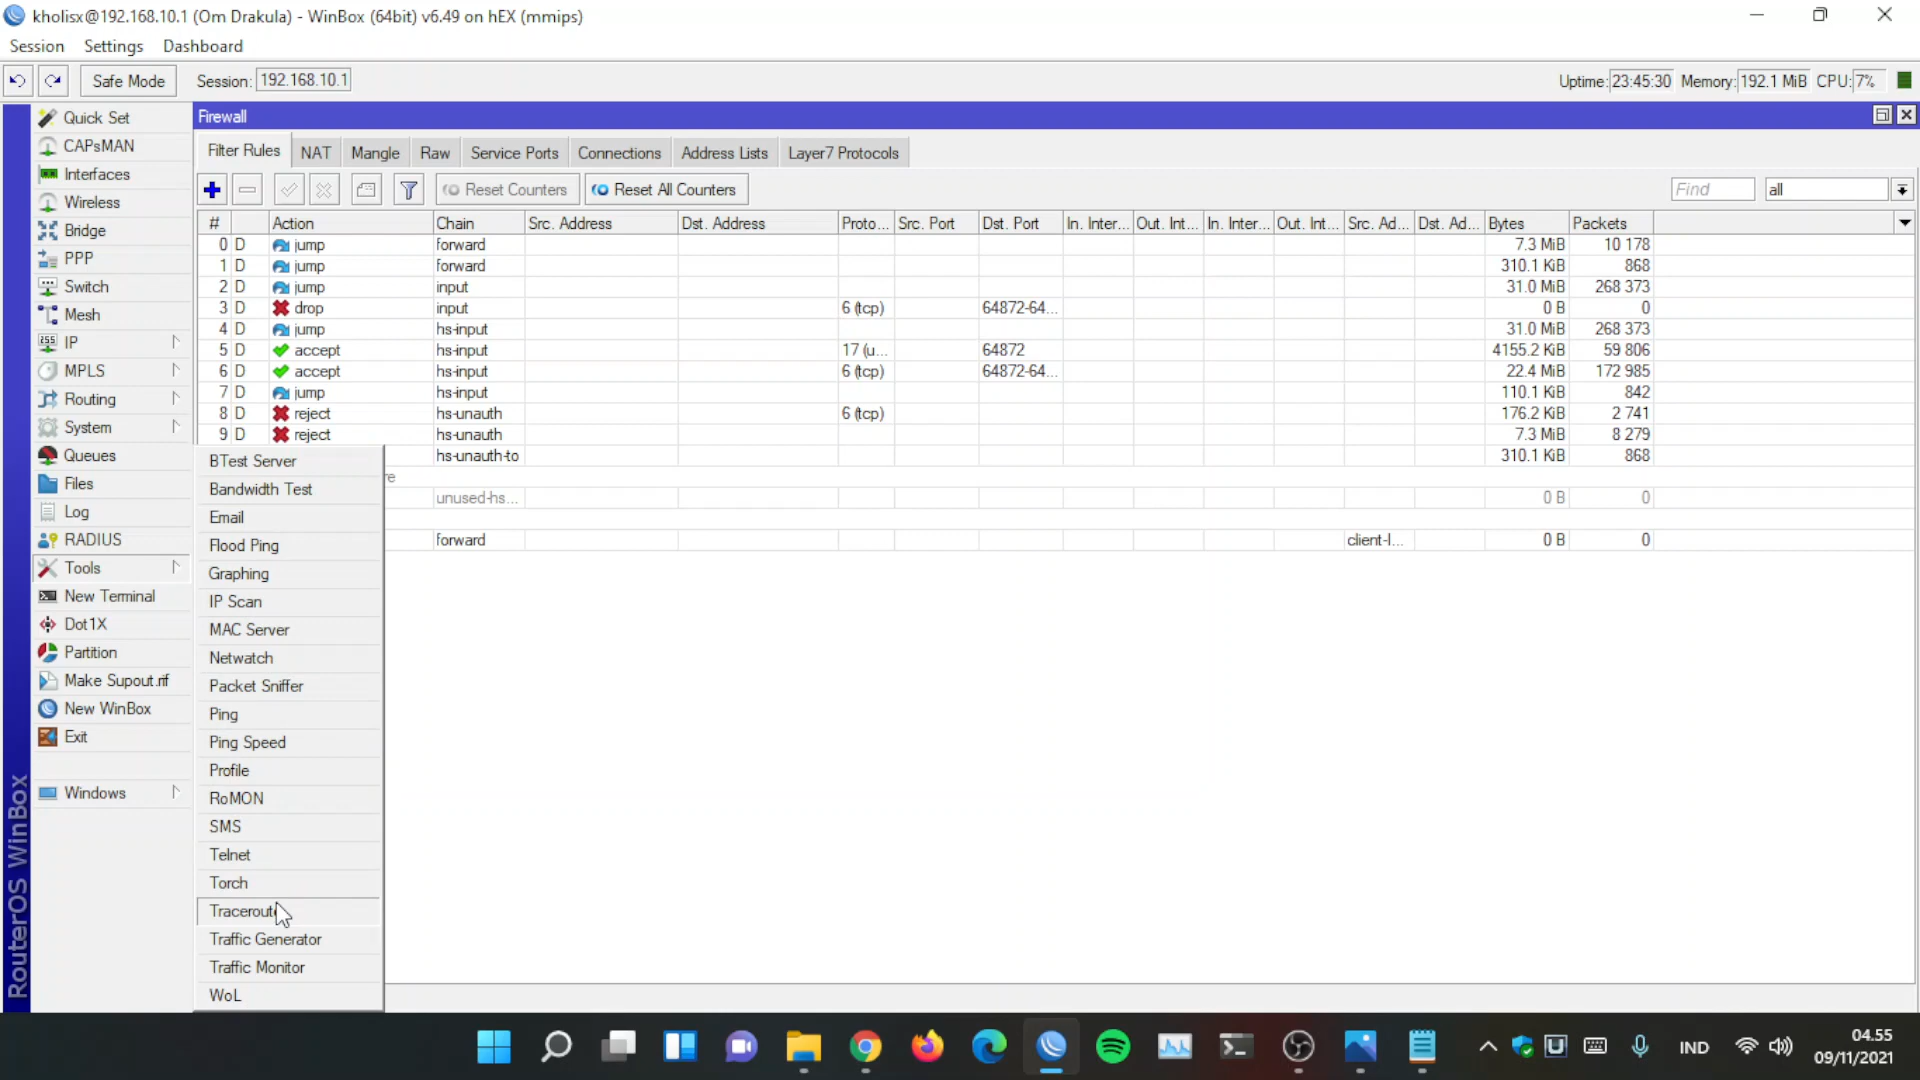 kholisx@192.168.10.1 (Om Drakula) - WinBox (64bit) v6.49 on hEX (mmips)
Session Settings Dashboard
Safe Mode Session: 192.168.10.1 Uptime: 23:45:30 Memory: 192.1 MiB CPU: 7%
Firewall
Filter Rules NAT Mangle Raw Service Ports Connections Address Lists Layer7 Protocols
Reset Counters Reset All Counters Find all
# Action Chain Src. Address Dst. Address Proto... Src. Port Dst. Port In. Inter... Out. Int... In. Inter... Out. Int... Src. Ad... Dst. Ad... Bytes Packets
0 D jump forward 7.3 MiB 10 178
1 D jump forward 310.1 KiB 868
2 D jump input 31.0 MiB 268 373
3 D drop input 6 (tcp) 64872-64... 0 B 0
4 D jump hs-input 31.0 MiB 268 373
5 D accept hs-input 17 (u... 64872 4155.2 KiB 59 806
6 D accept hs-input 6 (tcp) 64872-64... 22.4 MiB 172 985
7 D jump hs-input 110.1 KiB 842
8 D reject hs-unauth 6 (tcp) 176.2 KiB 2 741
9 D reject hs-unauth 7.3 MiB 8 279
hs-unauth-to 310.1 KiB 868
re
unused-hs... 0 B 0
forward client-l... 0 B 0
Quick Set
CAPsMAN
Interfaces
Wireless
Bridge
PPP
Switch
Mesh
255 IP
MPLS
Routing
System
Queues
Files
Log
RADIUS
Tools
New Terminal
Dot1X
Partition
Make Supout.rif
New WinBox
Exit
Windows
RouterOS WinBox
BTest Server
Bandwidth Test
Email
Flood Ping
Graphing
IP Scan
MAC Server
Netwatch
Packet Sniffer
Ping
Ping Speed
Profile
RoMON
SMS
Telnet
Torch
Traceroute
Traffic Generator
Traffic Monitor
WoL
IND
04.55
09/11/2021